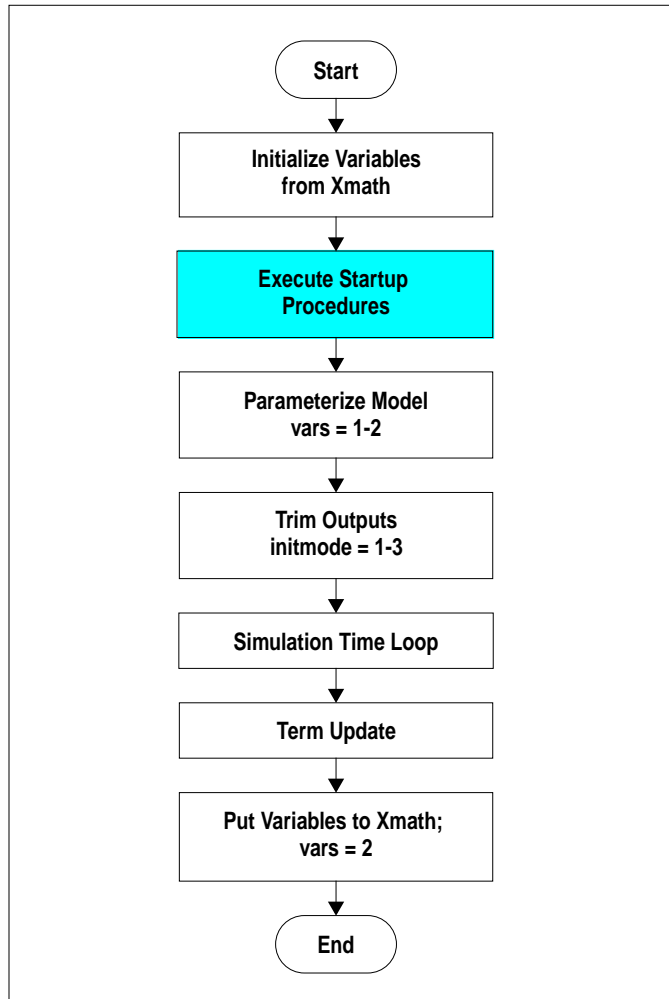 Start
Initialize Variables
from Xmath
Execute Startup
Procedures
Parameterize Model
vars = 1-2
Trim Outputs
initmode = 1-3
Simulation Time Loop
Term Update
Put Variables to Xmath;
vars = 2
End